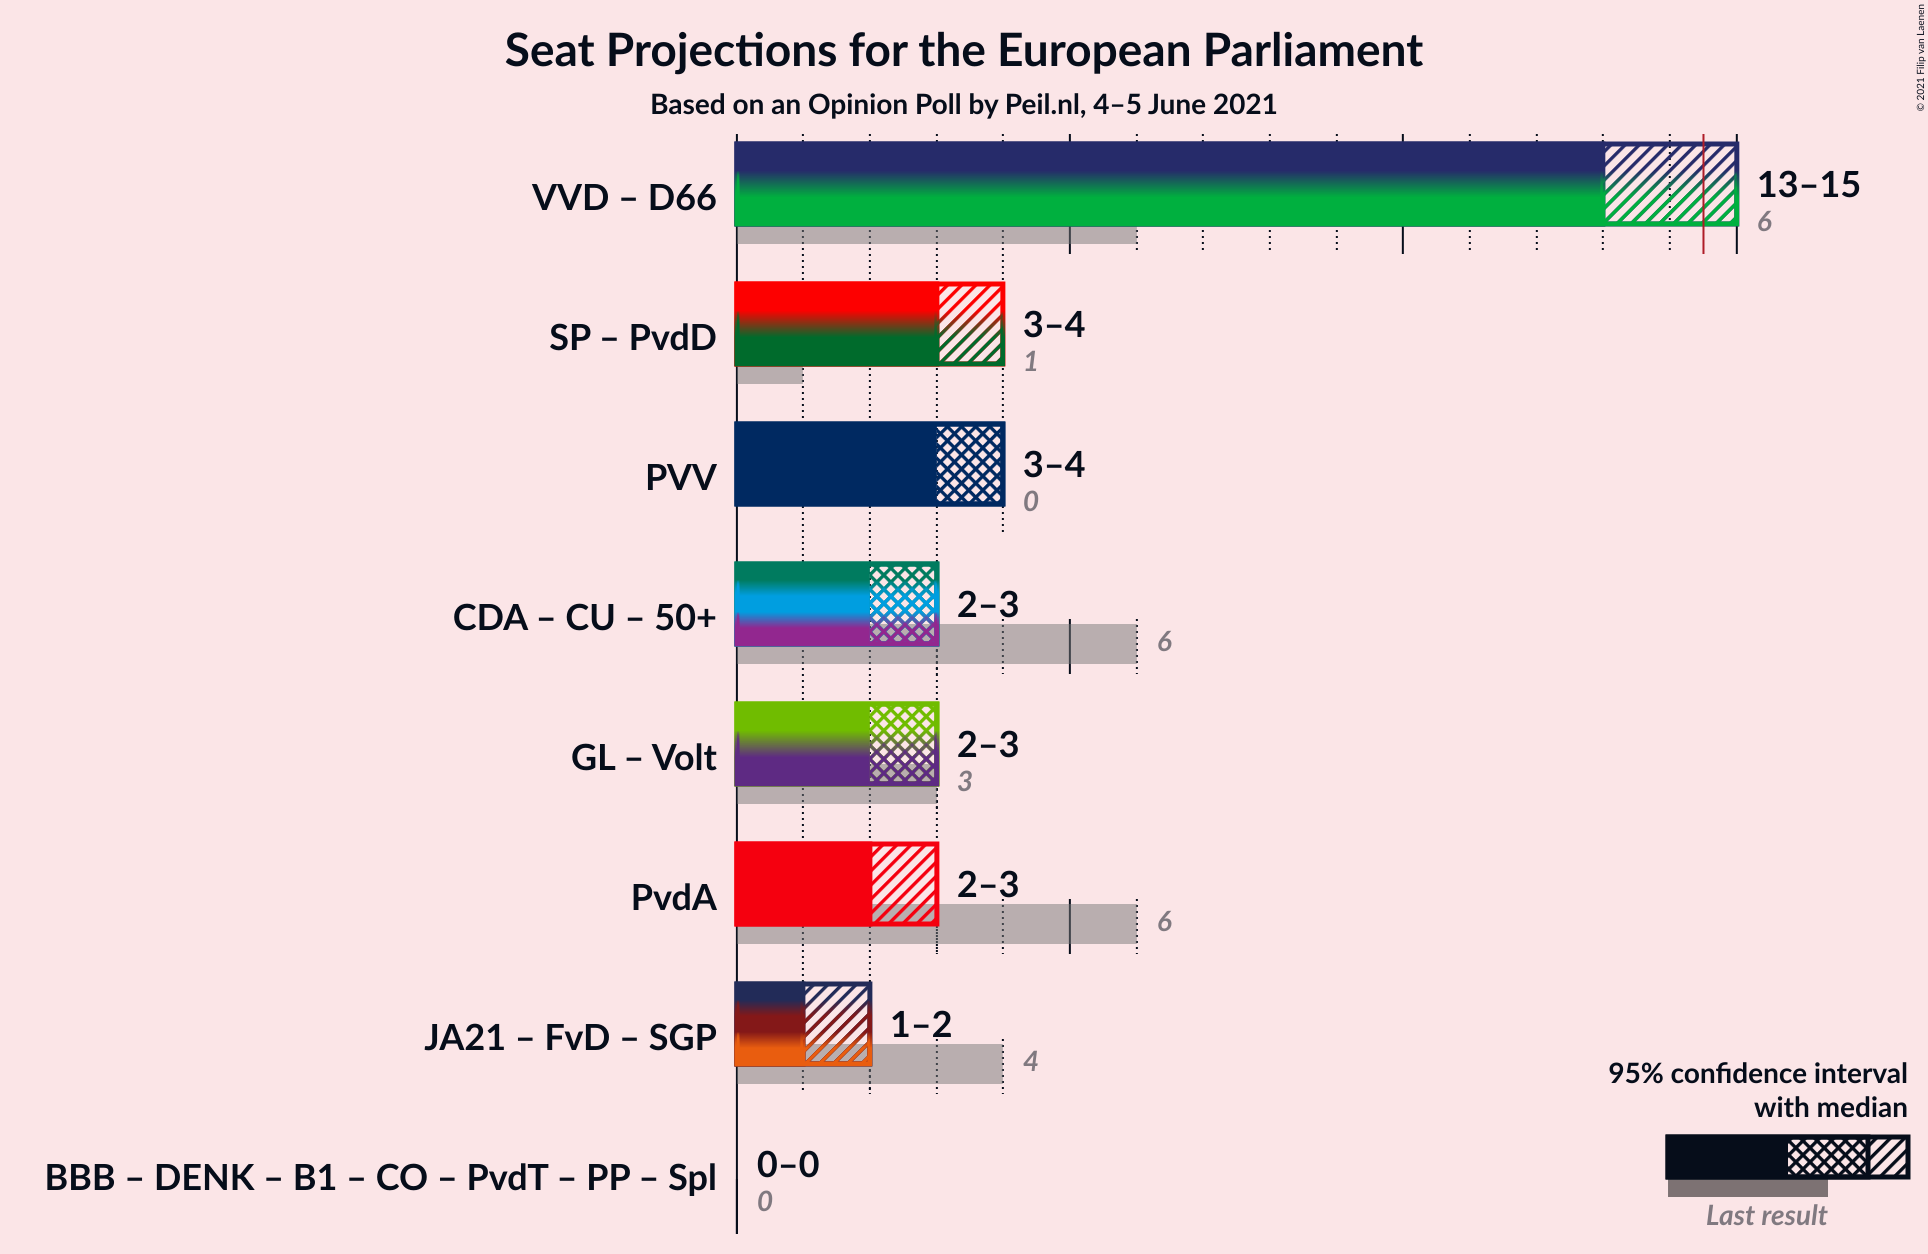 Seat Projections for the European Parliament
Based on an Opinion Poll by Peil.nl, 4–5 June 2021
© 2021 Filip van Laenen
VVD – D66
13–15
6
SP – PvdD
3–4
1
PVV
3–4
0
CDA – CU – 50+
2–3
6
GL – Volt
2–3
3
PvdA
2–3
6
JA21 – FvD – SGP
1–2
4
BBB – DENK – B1 – CO – PvdT – PP – Spl
0–0
0
95% confidence interval
with median
Last result